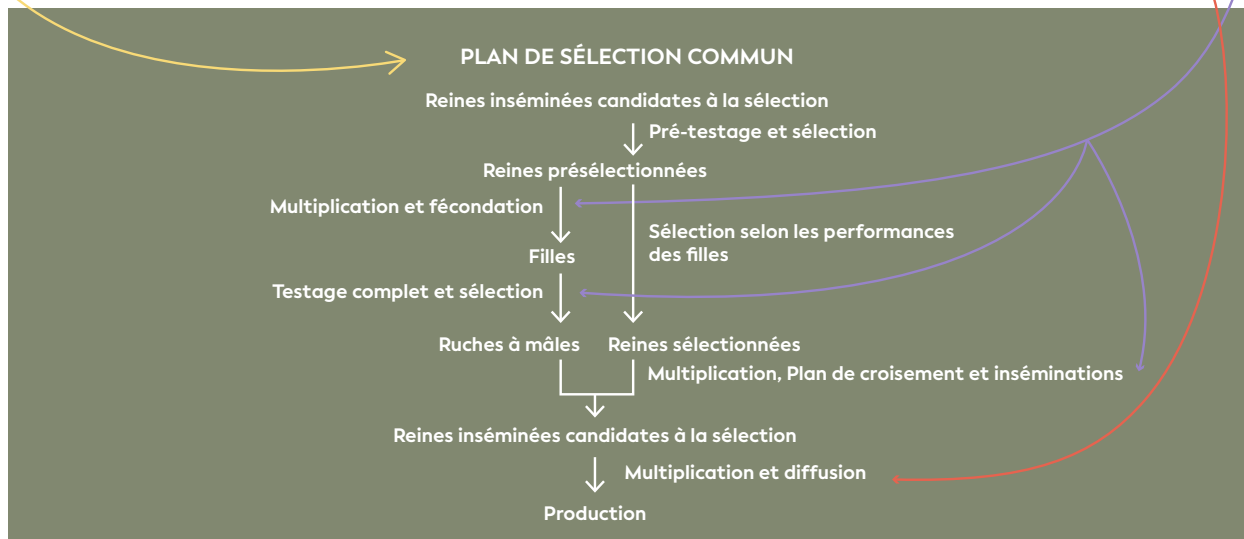 PLAN DE SÉLECTION COMMUN
Reines inséminées candidates à la sélection
Pré-testage et sélection
Reines présélectionnées
Multiplication et fécondation
Sélection selon les performances
des filles
Filles
Testage complet et sélection
Ruches à mâles
Reines sélectionnées
Multiplication, Plan de croisement et inséminations
Reines inséminées candidates à la sélection
Multiplication et diffusion
Production